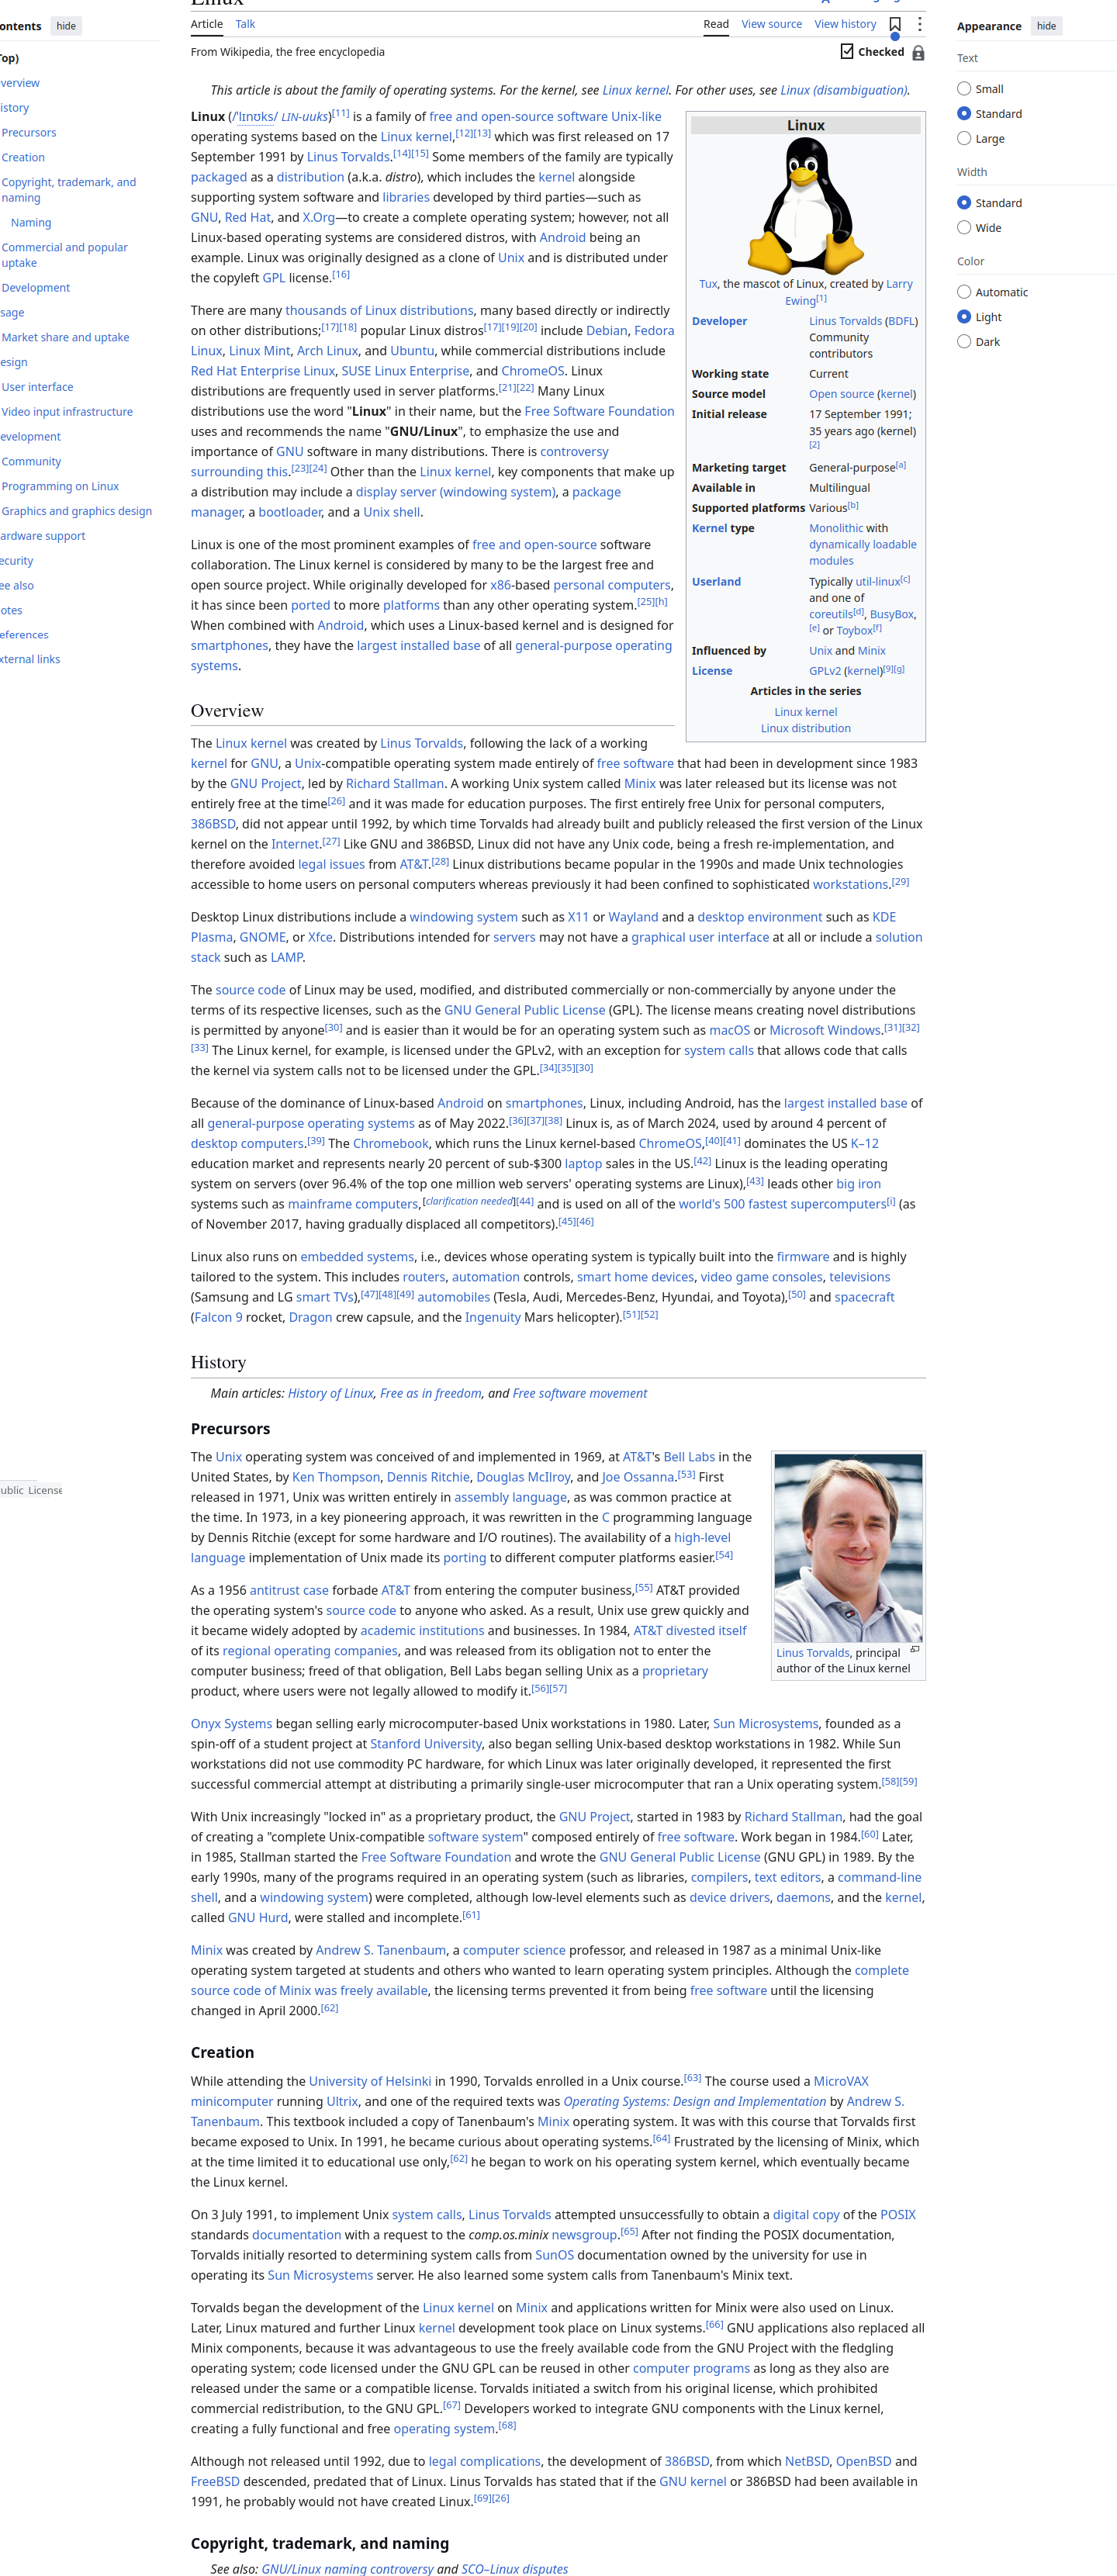 Linux
Article Talk Read View source View history
From Wikipedia, the free encyclopedia Checked
This article is about the family of operating systems. For the kernel, see Linux kernel. For other uses, see Linux (disambiguation).
Linux (/ˈlɪnʊks/ LIN-uuks)[11] is a family of free and open-source software Unix-like
operating systems based on the Linux kernel,[12][13] which was first released on 17
September 1991 by Linus Torvalds.[14][15] Some members of the family are typically
packaged as a distribution (a.k.a. distro), which includes the kernel alongside
supporting system software and libraries developed by third parties—such as
GNU, Red Hat, and X.Org—to create a complete operating system; however, not all
Linux-based operating systems are considered distros, with Android being an
example. Linux was originally designed as a clone of Unix and is distributed under
the copyleft GPL license.[16]
There are many thousands of Linux distributions, many based directly or indirectly
on other distributions;[17][18] popular Linux distros[17][19][20] include Debian, Fedora
Linux, Linux Mint, Arch Linux, and Ubuntu, while commercial distributions include
Red Hat Enterprise Linux, SUSE Linux Enterprise, and ChromeOS. Linux
distributions are frequently used in server platforms.[21][22] Many Linux
distributions use the word "Linux" in their name, but the Free Software Foundation
uses and recommends the name "GNU/Linux", to emphasize the use and
importance of GNU software in many distributions. There is controversy
surrounding this.[23][24] Other than the Linux kernel, key components that make up
a distribution may include a display server (windowing system), a package
manager, a bootloader, and a Unix shell.
Linux is one of the most prominent examples of free and open-source software
collaboration. The Linux kernel is considered by many to be the largest free and
open source project. While originally developed for x86-based personal computers,
it has since been ported to more platforms than any other operating system.[25][h]
When combined with Android, which uses a Linux-based kernel and is designed for
smartphones, they have the largest installed base of all general-purpose operating
systems.
Linux
Tux, the mascot of Linux, created by Larry
Ewing[1]
Developer Linus Torvalds (BDFL)
Community
contributors
Working state Current
Source model Open source (kernel)
Initial release 17 September 1991;
35 years ago (kernel)
[2]
Marketing target General-purpose[a]
Available in Multilingual
Supported platforms Various[b]
Kernel type Monolithic with
dynamically loadable
modules
Userland Typically util-linux[c]
and one of
coreutils[d], BusyBox,
[e] or Toybox[f]
Influenced by Unix and Minix
License GPLv2 (kernel)[9][g]
Articles in the series
Linux kernel
Linux distribution
Overview
The Linux kernel was created by Linus Torvalds, following the lack of a working
kernel for GNU, a Unix-compatible operating system made entirely of free software that had been in development since 1983
by the GNU Project, led by Richard Stallman. A working Unix system called Minix was later released but its license was not
entirely free at the time[26] and it was made for education purposes. The first entirely free Unix for personal computers,
386BSD, did not appear until 1992, by which time Torvalds had already built and publicly released the first version of the Linux
kernel on the Internet.[27] Like GNU and 386BSD, Linux did not have any Unix code, being a fresh re-implementation, and
therefore avoided legal issues from AT&T.[28] Linux distributions became popular in the 1990s and made Unix technologies
accessible to home users on personal computers whereas previously it had been confined to sophisticated workstations.[29]
Desktop Linux distributions include a windowing system such as X11 or Wayland and a desktop environment such as KDE
Plasma, GNOME, or Xfce. Distributions intended for servers may not have a graphical user interface at all or include a solution
stack such as LAMP.
The source code of Linux may be used, modified, and distributed commercially or non-commercially by anyone under the
terms of its respective licenses, such as the GNU General Public License (GPL). The license means creating novel distributions
is permitted by anyone[30] and is easier than it would be for an operating system such as macOS or Microsoft Windows.[31][32]
[33] The Linux kernel, for example, is licensed under the GPLv2, with an exception for system calls that allows code that calls
the kernel via system calls not to be licensed under the GPL.[34][35][30]
Because of the dominance of Linux-based Android on smartphones, Linux, including Android, has the largest installed base of
all general-purpose operating systems as of May 2022.[36][37][38] Linux is, as of March 2024, used by around 4 percent of
desktop computers.[39] The Chromebook, which runs the Linux kernel-based ChromeOS,[40][41] dominates the US K–12
education market and represents nearly 20 percent of sub-$300 laptop sales in the US.[42] Linux is the leading operating
system on servers (over 96.4% of the top one million web servers' operating systems are Linux),[43] leads other big iron
systems such as mainframe computers,[clarification needed][44] and is used on all of the world's 500 fastest supercomputers[i] (as
of November 2017, having gradually displaced all competitors).[45][46]
Linux also runs on embedded systems, i.e., devices whose operating system is typically built into the firmware and is highly
tailored to the system. This includes routers, automation controls, smart home devices, video game consoles, televisions
(Samsung and LG smart TVs),[47][48][49] automobiles (Tesla, Audi, Mercedes-Benz, Hyundai, and Toyota),[50] and spacecraft
(Falcon 9 rocket, Dragon crew capsule, and the Ingenuity Mars helicopter).[51][52]
History
Main articles: History of Linux, Free as in freedom, and Free software movement
Precursors
The Unix operating system was conceived of and implemented in 1969, at AT&T's Bell Labs in the
United States, by Ken Thompson, Dennis Ritchie, Douglas McIlroy, and Joe Ossanna.[53] First
released in 1971, Unix was written entirely in assembly language, as was common practice at
the time. In 1973, in a key pioneering approach, it was rewritten in the C programming language
by Dennis Ritchie (except for some hardware and I/O routines). The availability of a high-level
language implementation of Unix made its porting to different computer platforms easier.[54]
As a 1956 antitrust case forbade AT&T from entering the computer business,[55] AT&T provided
the operating system's source code to anyone who asked. As a result, Unix use grew quickly and
it became widely adopted by academic institutions and businesses. In 1984, AT&T divested itself
of its regional operating companies, and was released from its obligation not to enter the
computer business; freed of that obligation, Bell Labs began selling Unix as a proprietary
product, where users were not legally allowed to modify it.[56][57]
Linus Torvalds, principal
author of the Linux kernel
Onyx Systems began selling early microcomputer-based Unix workstations in 1980. Later, Sun Microsystems, founded as a
spin-off of a student project at Stanford University, also began selling Unix-based desktop workstations in 1982. While Sun
workstations did not use commodity PC hardware, for which Linux was later originally developed, it represented the first
successful commercial attempt at distributing a primarily single-user microcomputer that ran a Unix operating system.[58][59]
With Unix increasingly "locked in" as a proprietary product, the GNU Project, started in 1983 by Richard Stallman, had the goal
of creating a "complete Unix-compatible software system" composed entirely of free software. Work began in 1984.[60] Later,
in 1985, Stallman started the Free Software Foundation and wrote the GNU General Public License (GNU GPL) in 1989. By the
early 1990s, many of the programs required in an operating system (such as libraries, compilers, text editors, a command-line
shell, and a windowing system) were completed, although low-level elements such as device drivers, daemons, and the kernel,
called GNU Hurd, were stalled and incomplete.[61]
Minix was created by Andrew S. Tanenbaum, a computer science professor, and released in 1987 as a minimal Unix-like
operating system targeted at students and others who wanted to learn operating system principles. Although the complete
source code of Minix was freely available, the licensing terms prevented it from being free software until the licensing
changed in April 2000.[62]
Creation
While attending the University of Helsinki in 1990, Torvalds enrolled in a Unix course.[63] The course used a MicroVAX
minicomputer running Ultrix, and one of the required texts was Operating Systems: Design and Implementation by Andrew S.
Tanenbaum. This textbook included a copy of Tanenbaum's Minix operating system. It was with this course that Torvalds first
became exposed to Unix. In 1991, he became curious about operating systems.[64] Frustrated by the licensing of Minix, which
at the time limited it to educational use only,[62] he began to work on his operating system kernel, which eventually became
the Linux kernel.
On 3 July 1991, to implement Unix system calls, Linus Torvalds attempted unsuccessfully to obtain a digital copy of the POSIX
standards documentation with a request to the comp.os.minix newsgroup.[65] After not finding the POSIX documentation,
Torvalds initially resorted to determining system calls from SunOS documentation owned by the university for use in
operating its Sun Microsystems server. He also learned some system calls from Tanenbaum's Minix text.
Torvalds began the development of the Linux kernel on Minix and applications written for Minix were also used on Linux.
Later, Linux matured and further Linux kernel development took place on Linux systems.[66] GNU applications also replaced all
Minix components, because it was advantageous to use the freely available code from the GNU Project with the fledgling
operating system; code licensed under the GNU GPL can be reused in other computer programs as long as they also are
released under the same or a compatible license. Torvalds initiated a switch from his original license, which prohibited
commercial redistribution, to the GNU GPL.[67] Developers worked to integrate GNU components with the Linux kernel,
creating a fully functional and free operating system.[68]
Although not released until 1992, due to legal complications, the development of 386BSD, from which NetBSD, OpenBSD and
FreeBSD descended, predated that of Linux. Linus Torvalds has stated that if the GNU kernel or 386BSD had been available in
1991, he probably would not have created Linux.[69][26]
Copyright, trademark, and naming
See also: GNU/Linux naming controversy and SCO–Linux disputes
ontents hide
Top)
verview
istory
Precursors
Creation
Copyright, trademark, and
naming
Naming
Commercial and popular
uptake
Development
sage
Market share and uptake
esign
User interface
Video input infrastructure
evelopment
Community
Programming on Linux
Graphics and graphics design
ardware support
ecurity
ee also
otes
eferences
xternal links
ublic License
Appearance hide
Text
Small
Standard
Large
Width
Standard
Wide
Color
Automatic
Light
Dark